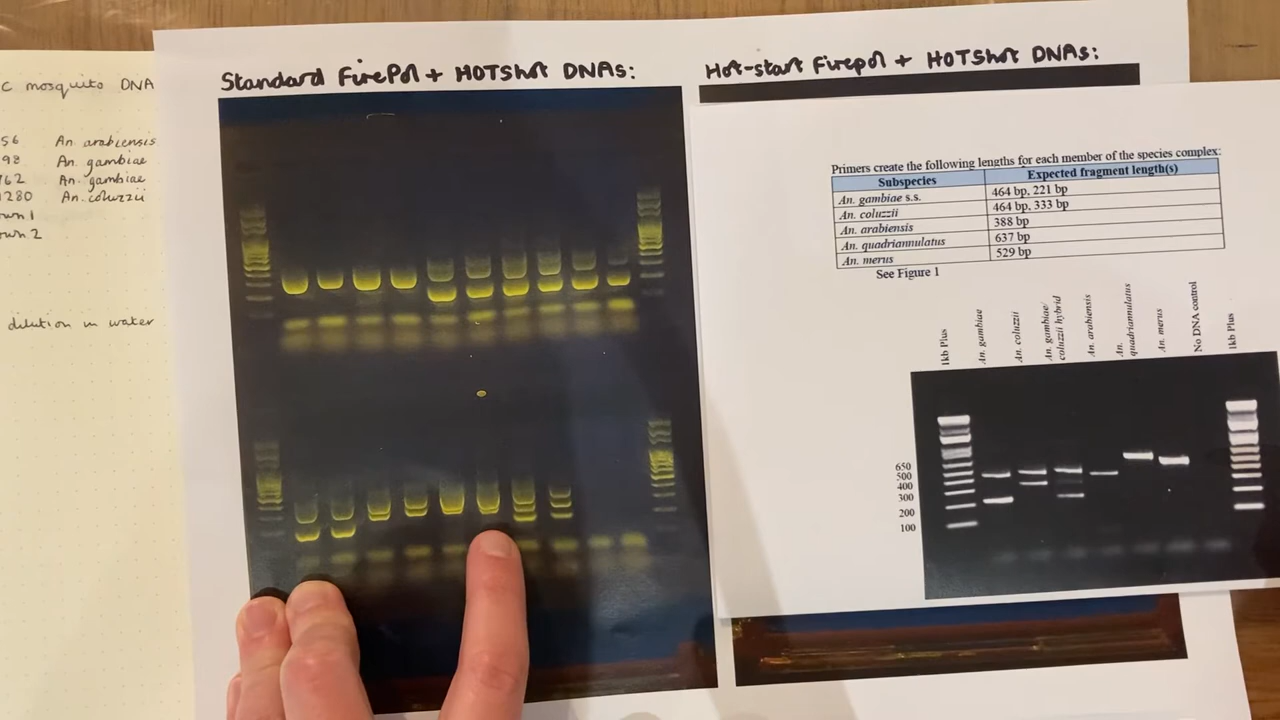 c mosquito DNA
56 An arabiensis
98 An. gambiae
762 An. gambiae
1280 An. coluzzii
own 1
own 2
dilution in water
Standard FirePol + HOTShot DNAs:
Hot-start Firepol + HOTShot DNAs:
Primers create the following lengths for each member of the species complex:
Subspecies Expected fragment length(s)
An. gambiae s.s. 464 bp, 221 bp
An. coluzzii 464 bp, 333 bp
An. arabiensis 388 bp
An. quadriannulatus 637 bp
An. merus 529 bp
See Figure 1
1kb Plus
An. gambiae
An. coluzzii
An. gambiae/
coluzzii hybrid
An. arabiensis
An.
quadriannulatus
An. merus
No DNA control
1kb Plus
650
500
400
300
200
100